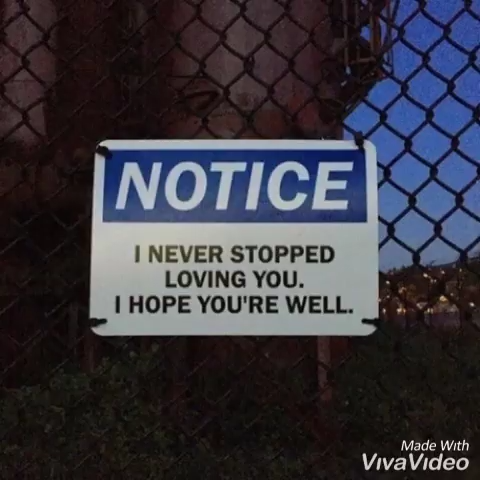 NOTICE
I NEVER STOPPED
LOVING YOU.
I HOPE YOU'RE WELL.
Made With
VivaVideo